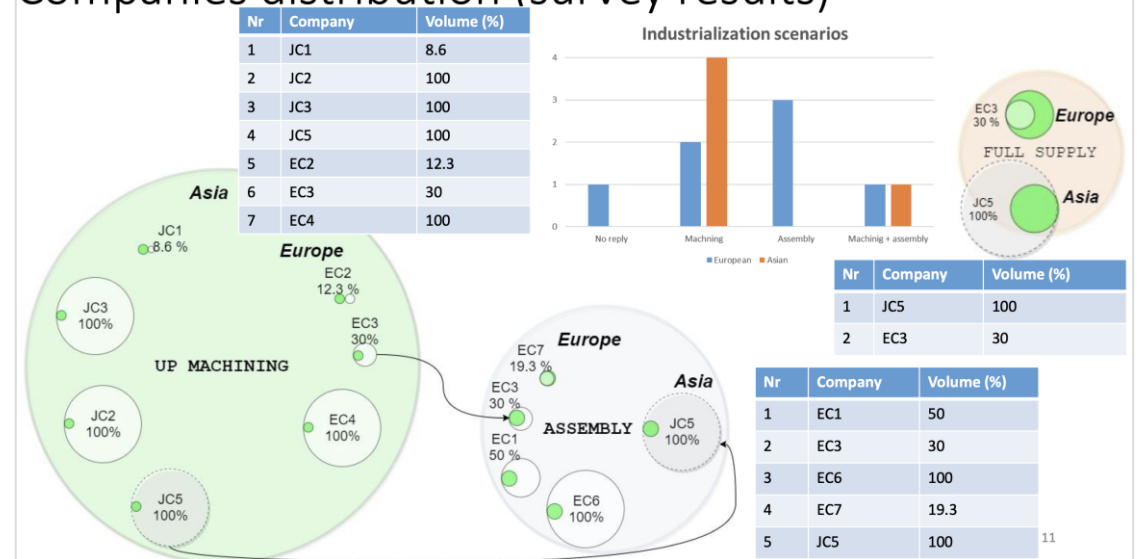 Companies distribution (survey results)
Nr Company Volume (%)
1 JC1 8.6
2 JC2 100
3 JC3 100
4 JC5 100
5 EC2 12.3
6 EC3 30
7 EC4 100
Industrialization scenarios
4
3
2
1
0
No reply Machning Assembly Machinig + assembly
European Asian
EC3
30 %
Europe
FULL SUPPLY
JC5
100%
Asia
Nr Company Volume (%)
1 JC5 100
2 EC3 30
Asia
JC1
8.6 %
Europe
EC2
12.3 %
JC3
100%
EC3
30%
UP MACHINING
JC2
100%
EC4
100%
JC5
100%
Europe
EC7
19.3 %
Asia
EC3
30 %
ASSEMBLY
JC5
100%
EC1
50 %
EC6
100%
Nr Company Volume (%)
1 EC1 50
2 EC3 30
3 EC6 100
4 EC7 19.3
5 JC5 100
11